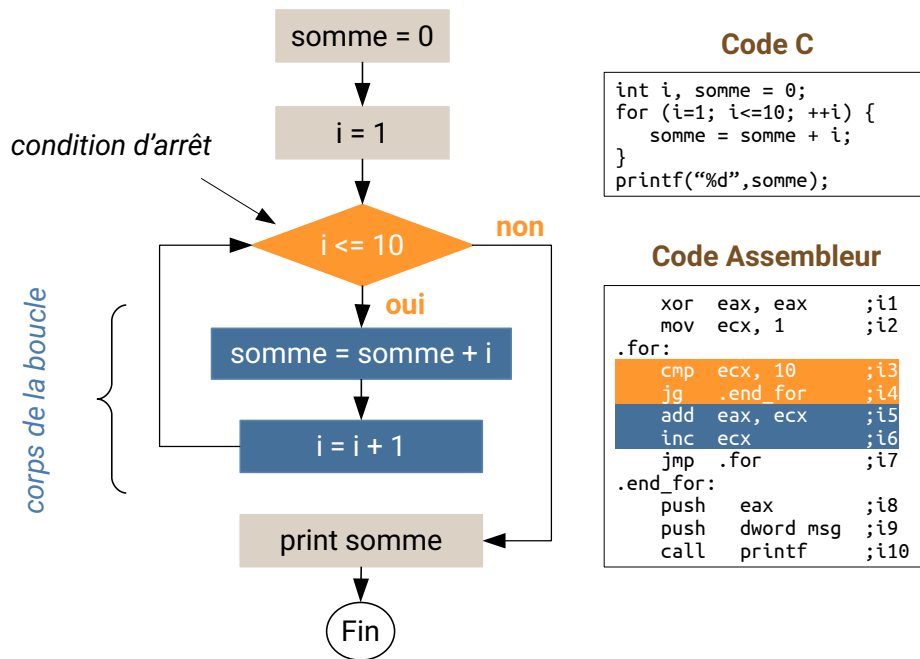 somme = 0
i = 1
condition d'arrêt
i <= 10
non
oui
corps de la boucle
somme = somme + i
i = i + 1
print somme
Fin
Code C
int i, somme = 0;
for (i=1; i<=10; ++i) {
   somme = somme + i;
}
printf(“%d”,somme);
Code Assembleur
    xor  eax, eax      ;i1
    mov  ecx, 1        ;i2
.for:
    cmp  ecx, 10       ;i3
    jg   .end_for      ;i4
    add  eax, ecx      ;i5
    inc  ecx           ;i6
    jmp  .for          ;i7
.end_for:
    push   eax         ;i8
    push   dword msg   ;i9
    call   printf      ;i10